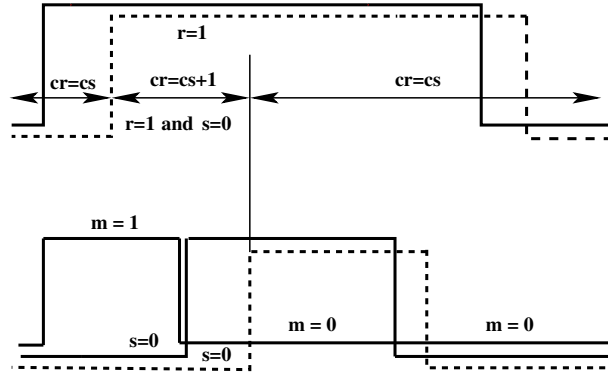 r=1
cr=cs cr=cs+1 cr=cs
r=1 and s=0
m = 1
m = 0 m = 0
s=0
s=0